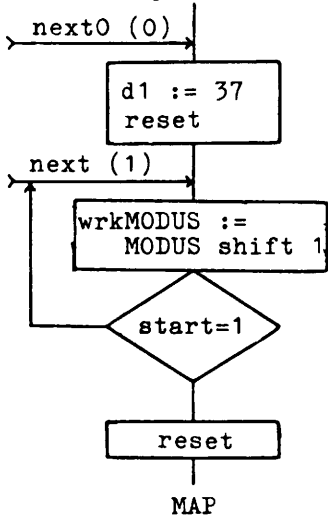 next0 (0)
d1 := 37
reset
next (1)
wrkMODUS :=
MODUS shift 1
start=1
reset
MAP